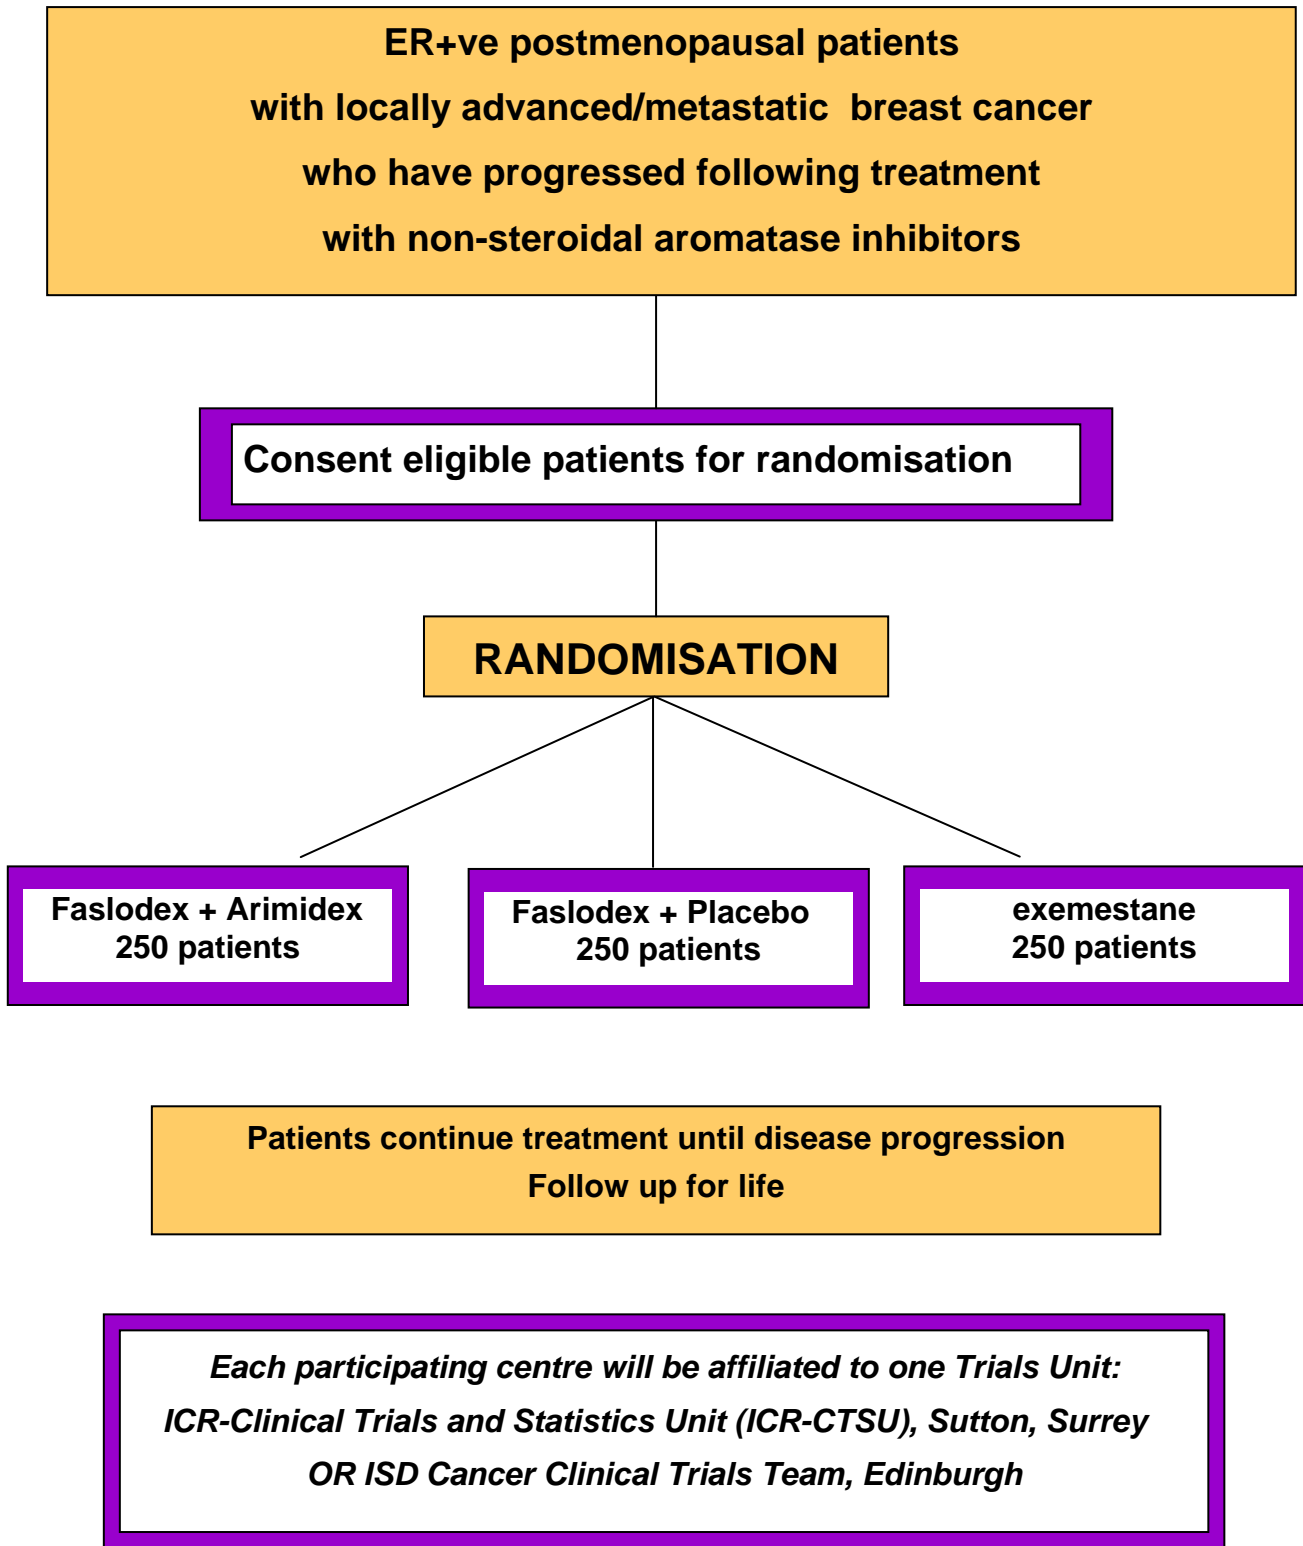 ER+ve postmenopausal patients
with locally advanced/metastatic breast cancer
who have progressed following treatment
with non-steroidal aromatase inhibitors
Consent eligible patients for randomisation
RANDOMISATION
Faslodex + Arimidex
250 patients
Faslodex + Placebo
250 patients
exemestane
250 patients
Patients continue treatment until disease progression
Follow up for life
Each participating centre will be affiliated to one Trials Unit:
ICR-Clinical Trials and Statistics Unit (ICR-CTSU), Sutton, Surrey
OR ISD Cancer Clinical Trials Team, Edinburgh